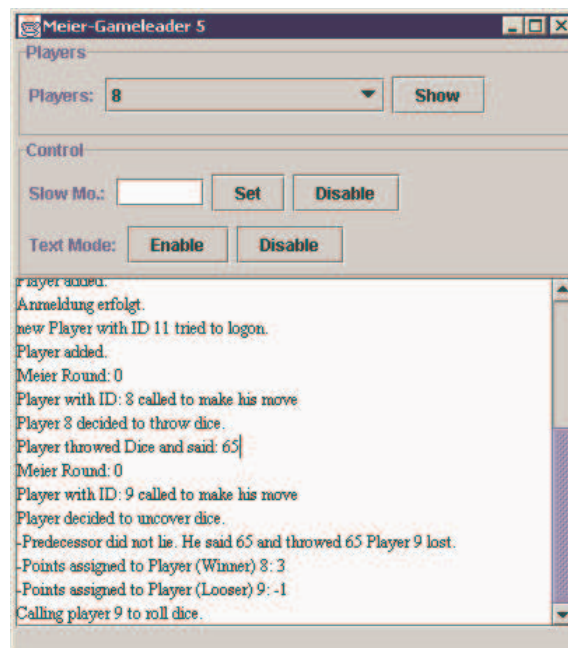 Meier-Gameleader 5
Players
Players: 8 Show
Control
Slow Mo.: Set Disable
Text Mode: Enable Disable
Player added.
Anmeldung erfolgt.
new Player with ID 11 tried to logon.
Player added.
Meier Round: 0
Player with ID: 8 called to make his move
Player 8 decided to throw dice.
Player throwed Dice and said: 65
Meier Round: 0
Player with ID: 9 called to make his move
Player decided to uncover dice.
-Predecessor did not lie. He said 65 and throwed 65 Player 9 lost.
-Points assigned to Player (Winner) 8: 3
-Points assigned to Player (Looser) 9: -1
Calling player 9 to roll dice.